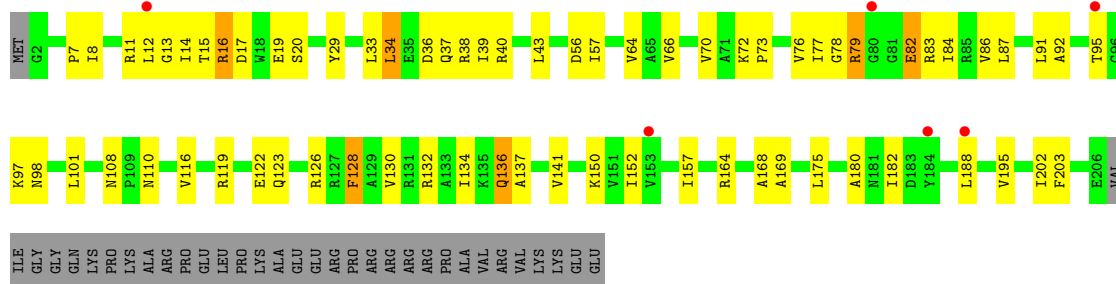 MET G2 P7 I8 R11 L12 G13 I14 T15 R16 D17 W18 E19 S20 Y29 L33 L34 E35 D36 Q37 R38 I39 R40 L43 D56 I57 V64 A65 V66 V70 A71 K72 P73 V76 I77 G78 R79 G80 G81 E82 R83 I84 R85 V86 L87 L91 A92 T95 G96
K97 N98 L101 N108 P109 N110 V116 R119 E122 Q123 R126 R127 F128 A129 V130 R131 R132 A133 I134 K135 Q136 A137 V141 K150 V151 I152 V153 I157 R164 A168 A169 L175 A180 N181 I182 D183 Y184 L188 V195 I202 F203 E206 VAL
ILE GLY GLY GLN LYS PRO LYS ALA ARG PRO GLU LEU PRO LYS ALA GLU GLU ARG PRO ARG ARG ARG ARG PRO ALA VAL ARG VAL LYS LYS GLU GLU